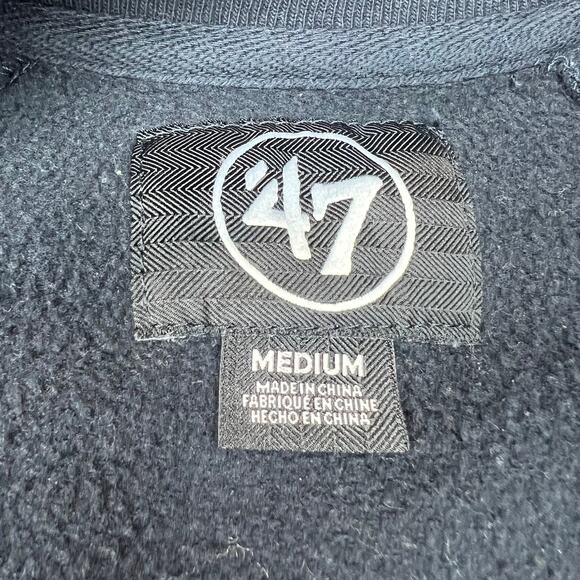 '47
MEDIUM
MADE IN CHINA
FABRIQUÉ EN CHINE
HECHO EN CHINA